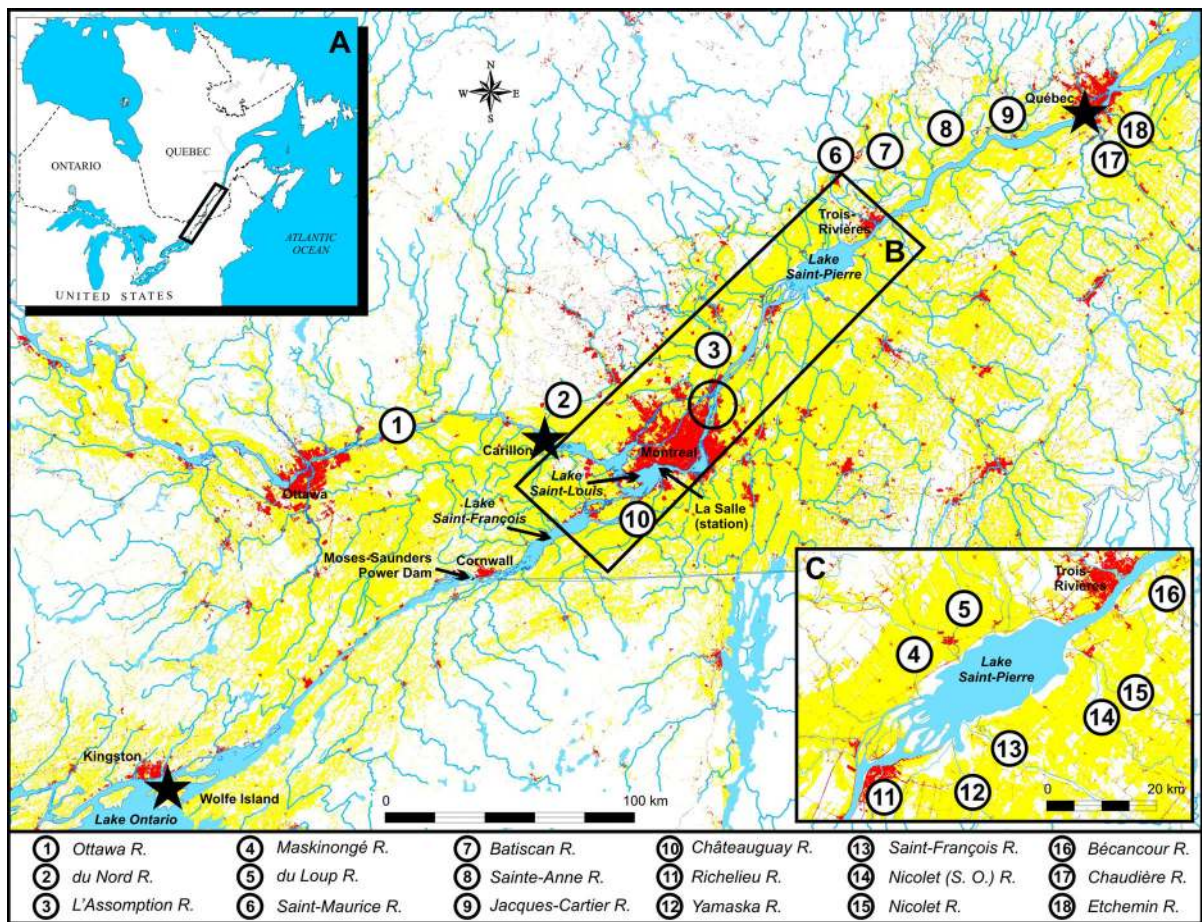 A
ONTARIO
QUEBEC
ATLANTIC
OCEAN
UNITED STATES
N
W E
S
Québec
8
9
18
17
6
7
Trois-
Rivières
B
Lake
Saint-Pierre
3
2
1
Carillon
Montreal
Lake
Saint-Louis
Ottawa
Lake
Saint-François
10
La Salle
(station)
Moses-Saunders
Power Dam
Cornwall
Kingston
Wolfe Island
Lake Ontario
0 100 km
C
Trois-
Rivières
16
5
4
Lake
Saint-Pierre
15
14
13
11
12
0 20 km
1 Ottawa R.
2 du Nord R.
3 L'Assomption R.
4 Maskinongé R.
5 du Loup R.
6 Saint-Maurice R.
7 Batiscan R.
8 Sainte-Anne R.
9 Jacques-Cartier R.
10 Châteauguay R.
11 Richelieu R.
12 Yamaska R.
13 Saint-François R.
14 Nicolet (S. O.) R.
15 Nicolet R.
16 Bécancour R.
17 Chaudière R.
18 Etchemin R.